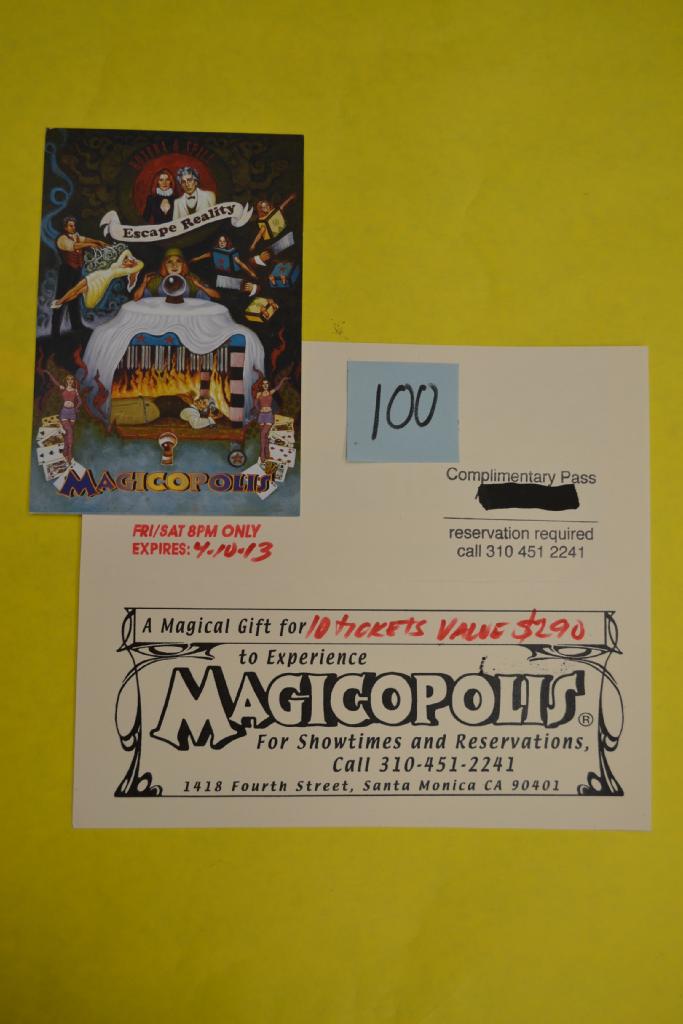 Escape Reality
MAGICOPOLIS
100
Complimentary Pass
reservation required
call 310 451 2241
FRI/SAT 8PM ONLY
EXPIRES: 4-10-13
A Magical Gift for 10 TICKETS VALUE $290
to Experience
MAGICOPOLIS®
For Showtimes and Reservations,
Call 310-451-2241
1418 Fourth Street, Santa Monica CA 90401